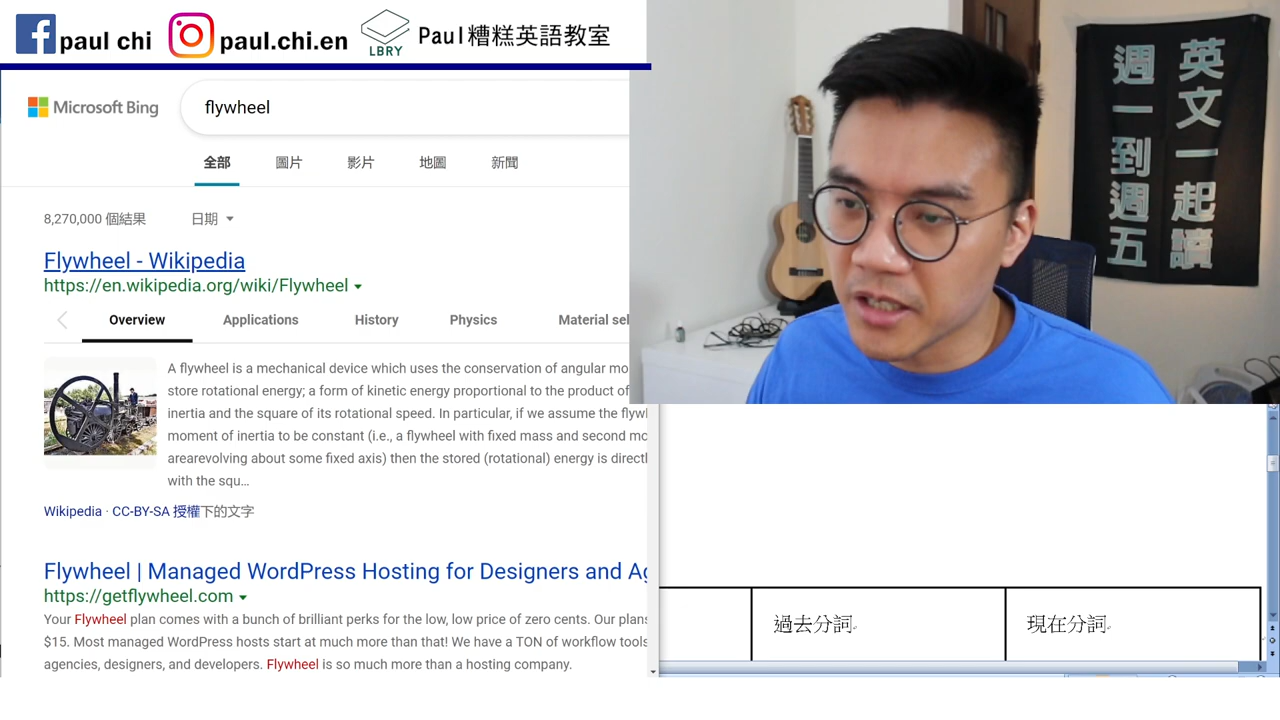 paul chi
paul.chi.en
LBRY
Paul糟糕英語教室
Microsoft Bing
flywheel
全部
圖片
影片
地圖
新聞
8,270,000 個結果
日期
Flywheel - Wikipedia
https://en.wikipedia.org/wiki/Flywheel
Overview
Applications
History
Physics
Material sel
A flywheel is a mechanical device which uses the conservation of angular mo
store rotational energy; a form of kinetic energy proportional to the product of
inertia and the square of its rotational speed. In particular, if we assume the flywh
moment of inertia to be constant (i.e., a flywheel with fixed mass and second mo
arearevolving about some fixed axis) then the stored (rotational) energy is directl
with the squ…
Wikipedia · CC-BY-SA 授權下的文字
Flywheel | Managed WordPress Hosting for Designers and Ag
https://getflywheel.com
Your Flywheel plan comes with a bunch of brilliant perks for the low, low price of zero cents. Our plans
$15. Most managed WordPress hosts start at much more than that! We have a TON of workflow tools
agencies, designers, and developers. Flywheel is so much more than a hosting company.
英文一起讀
週一到週五
過去分詞
現在分詞